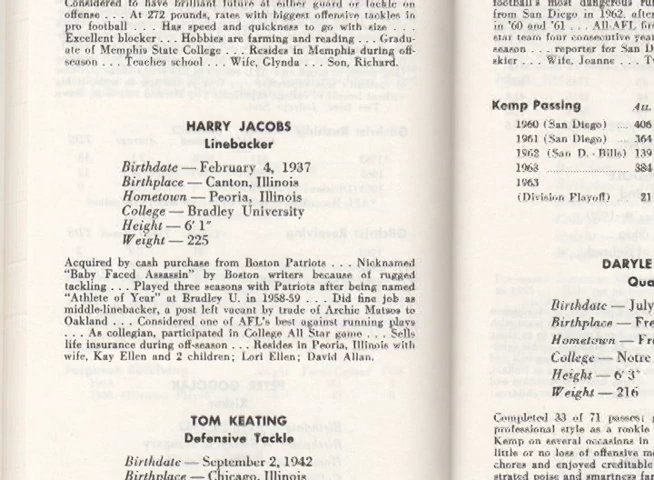 Considered to have brilliant future at either guard or tackle on
offense . . . At 272 pounds, rates with biggest offensive tackles in
pro football . . . Has speed and quickness to go with size . . .
Excellent blocker . . . Hobbies are farming and reading . . . Gradu-
ate of Memphis State College . . . Resides in Memphis during off-
season . . . Teaches school . . . Wife, Glynda . . . Son, Richard.
HARRY JACOBS
Linebacker
Birthdate — February 4, 1937
Birthplace — Canton, Illinois
Hometown — Peoria, Illinois
College — Bradley University
Height — 6' 1"
Weight — 225
Acquired by cash purchase from Boston Patriots . . . Nicknamed
"Baby Faced Assassin" by Boston writers because of rugged
tackling . . . Played three seasons with Patriots after being named
"Athlete of Year" at Bradley U. in 1958-59 . . . Did fine job as
middle-linebacker, a post left vacant by trade of Archie Matsos to
Oakland . . . Considered one of AFL's best against running plays
. . . As collegian, participated in College All Star game . . . Sells
life insurance during off-season . . . Resides in Peoria, Illinois with
wife, Kay Ellen and 2 children; Lori Ellen; David Allan.
TOM KEATING
Defensive Tackle
Birthdate — September 2, 1942
Birthplace — Chicago, Illinois
football's most dangerous
from San Diego in 1962, after
in '60 and '61 . . . All-AFL
star team four consecutive
season . . . reporter for San D
skier . . . Wife, Joanne . . .
Kemp Passing Att.
1960 (San Diego) ... 406
1961 (San Diego) ... 364
1962 (San D. - Bills) 139
1963 ............ 384
1963
(Division Playoff) 21
DARYLE
Qua
Birthdate — July
Birthplace — Fre
Hometown — Fr
College — Notre
Height — 6' 3"
Weight — 216
Completed 33 of 71 passes;
professional style as a rookie
Kemp on several occasions in
little or no loss of offensive
chores and enjoyed creditable
strated poise and smartness